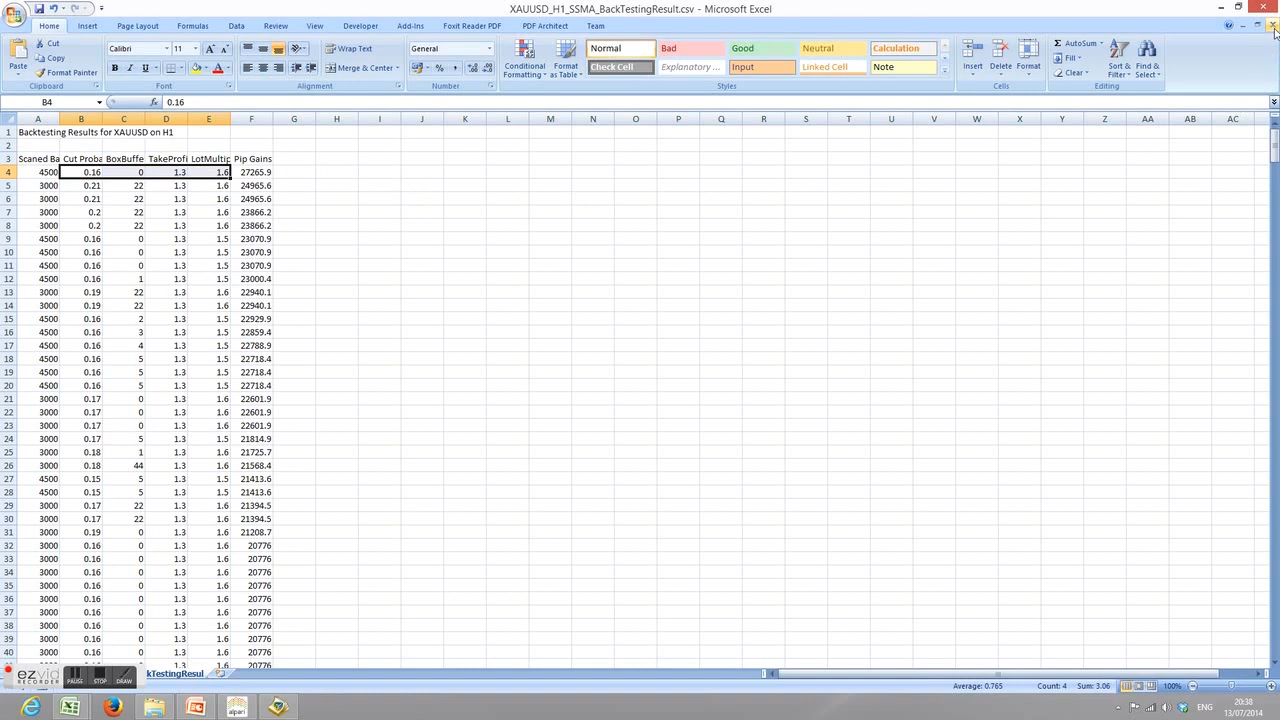 XAUUSD_H1_SSMA_BackTestingResult.csv - Microsoft Excel
Home Insert Page Layout Formulas Data Review View Developer Add-Ins Foxit Reader PDF PDF Architect Team
Paste Cut Copy Format Painter Clipboard
Calibri 11 B I U Font
Wrap Text Merge & Center Alignment
General % , Number
Conditional Formatting Format as Table Normal Bad Good Neutral Calculation
Check Cell Explanatory ... Input Linked Cell Note Styles
Insert Delete Format Cells
AutoSum Fill Clear Sort & Filter Find & Select Editing
B4 fx 0.16
A B C D E F G H I J K L M N O P Q R S T U V W X Y Z AA AB AC
1 Backtesting Results for XAUUSD on H1
2
3 Scaned Ba Cut Proba BoxBuffe TakeProfi LotMultip Pip Gains
4 4500 0.16 0 1.3 1.6 27265.9
5 3000 0.21 22 1.3 1.6 24965.6
6 3000 0.21 22 1.3 1.6 24965.6
7 3000 0.2 22 1.3 1.6 23866.2
8 3000 0.2 22 1.3 1.6 23866.2
9 4500 0.16 0 1.3 1.5 23070.9
10 4500 0.16 0 1.3 1.5 23070.9
11 4500 0.16 0 1.3 1.5 23070.9
12 4500 0.16 1 1.3 1.5 23000.4
13 3000 0.19 22 1.3 1.6 22940.1
14 3000 0.19 22 1.3 1.6 22940.1
15 4500 0.16 2 1.3 1.5 22929.9
16 4500 0.16 3 1.3 1.5 22859.4
17 4500 0.16 4 1.3 1.5 22788.9
18 4500 0.16 5 1.3 1.5 22718.4
19 4500 0.16 5 1.3 1.5 22718.4
20 4500 0.16 5 1.3 1.5 22718.4
21 3000 0.17 0 1.3 1.6 22601.9
22 3000 0.17 0 1.3 1.6 22601.9
23 3000 0.17 0 1.3 1.6 22601.9
24 3000 0.17 5 1.3 1.5 21814.9
25 3000 0.18 1 1.3 1.6 21725.7
26 3000 0.18 44 1.3 1.6 21568.4
27 4500 0.15 5 1.3 1.5 21413.6
28 4500 0.15 5 1.3 1.5 21413.6
29 3000 0.17 22 1.3 1.6 21394.5
30 3000 0.17 22 1.3 1.6 21394.5
31 3000 0.19 0 1.3 1.6 21208.7
32 3000 0.16 0 1.3 1.6 20776
33 3000 0.16 0 1.3 1.6 20776
34 3000 0.16 0 1.3 1.6 20776
35 3000 0.16 0 1.3 1.6 20776
36 3000 0.16 0 1.3 1.6 20776
37 3000 0.16 0 1.3 1.6 20776
38 3000 0.16 0 1.3 1.6 20776
39 3000 0.16 0 1.3 1.6 20776
40 3000 0.16 0 1.3 1.6 20776
1.3 1.6 20776
ezvid RECORDER PAUSE STOP DRAW kTestingResul
Average: 0.765 Count: 4 Sum: 3.06 100%
alpari ENG 20:38
13/07/2014